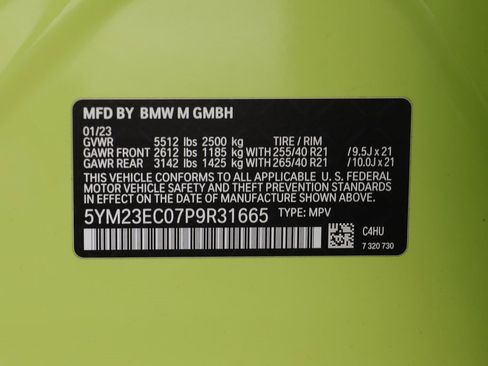 MFD BY BMW M GMBH
01/23
GVWR 5512 lbs 2500 kg TIRE / RIM
GAWR FRONT 2612 lbs 1185 kg WITH 255/40 R21 / 9.5J x 21
GAWR REAR 3142 lbs 1425 kg WITH 265/40 R21 / 10.0J x 21
THIS VEHICLE CONFORMS TO ALL APPLICABLE U. S. FEDERAL
MOTOR VEHICLE SAFETY AND THEFT PREVENTION STANDARDS
IN EFFECT ON THE DATE OF MANUFACTURE SHOWN ABOVE.
5YM23EC07P9R31665 TYPE: MPV
C4HU
7 320 730